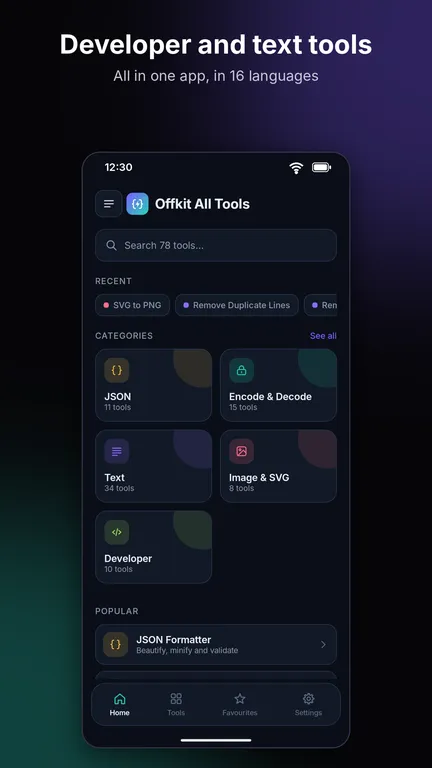 Developer and text tools
All in one app, in 16 languages
12:30
Offkit All Tools
Search 78 tools...
RECENT
SVG to PNG
Remove Duplicate Lines
CATEGORIES
See all
JSON
11 tools
Encode & Decode
15 tools
Text
34 tools
Image & SVG
8 tools
Developer
10 tools
POPULAR
JSON Formatter
Beautify, minify and validate
Home
Tools
Favourites
Settings